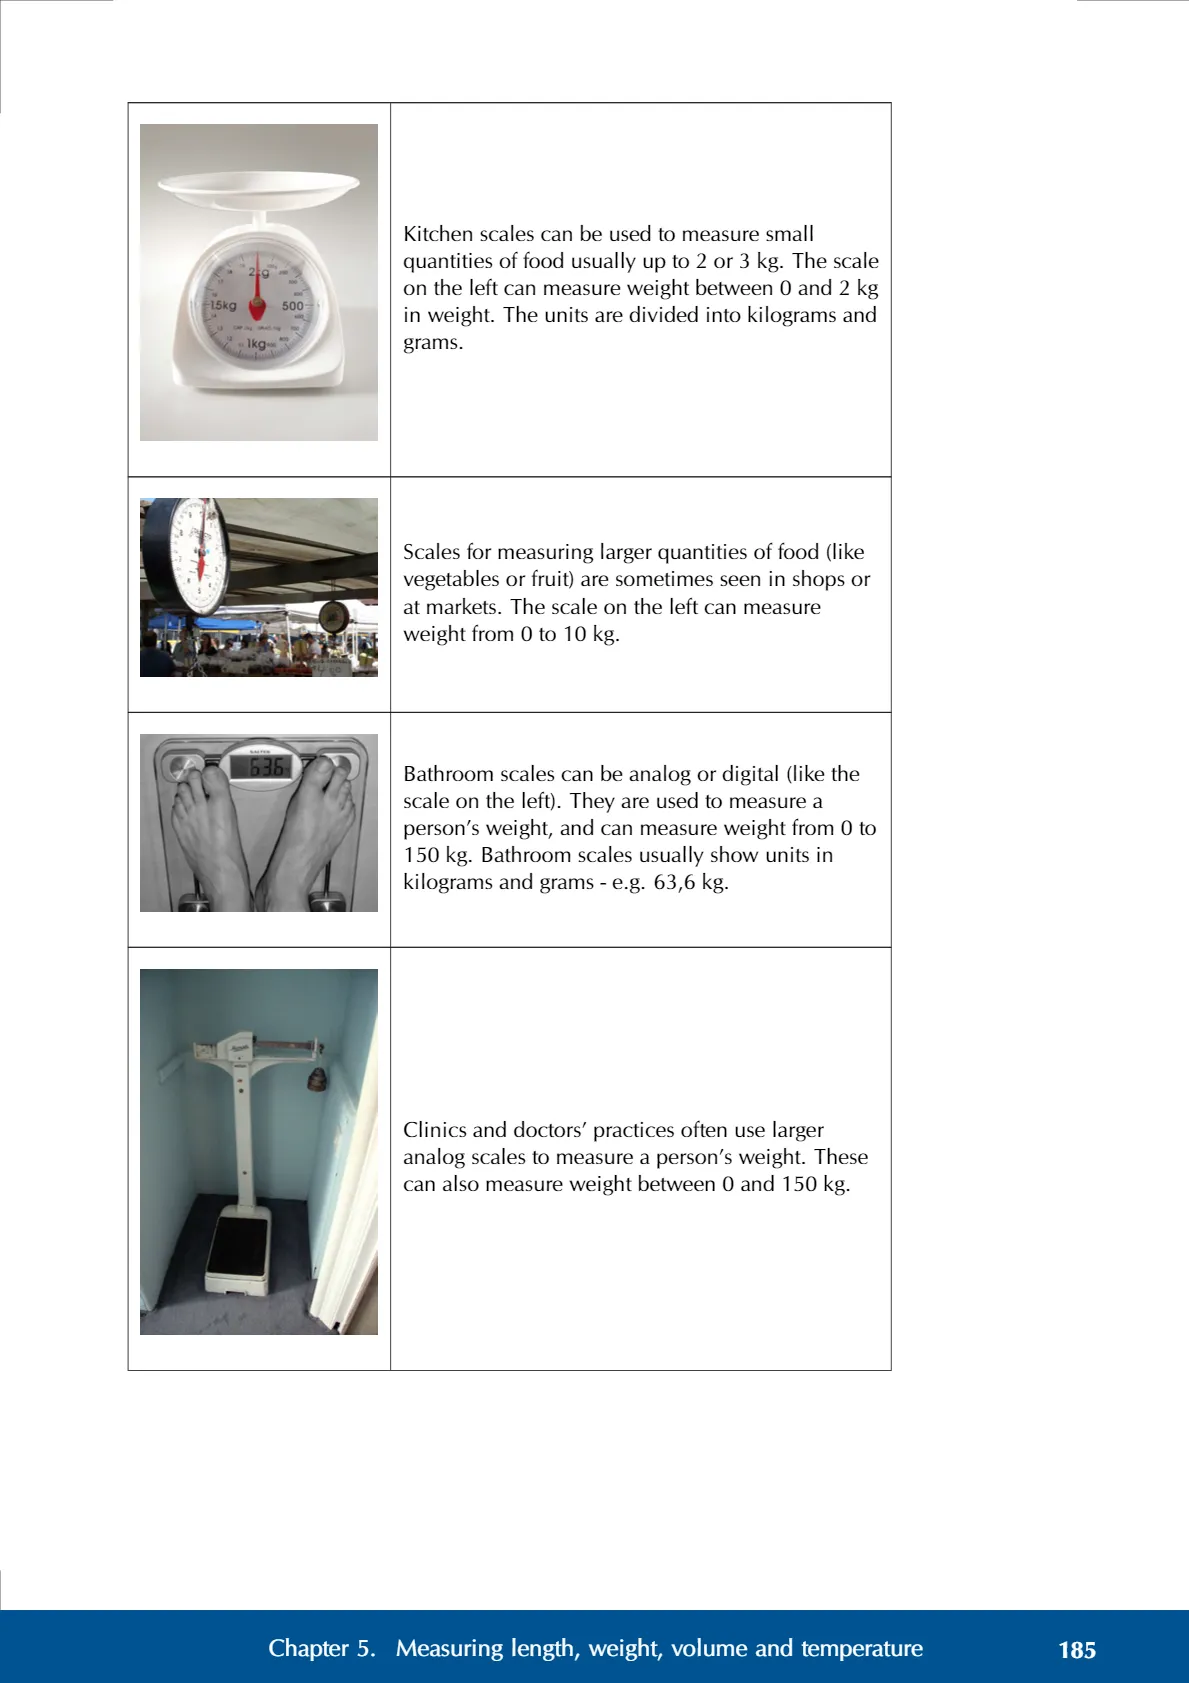 2kg
1.5kg
500
1kg
Kitchen scales can be used to measure small
quantities of food usually up to 2 or 3 kg. The scale
on the left can measure weight between 0 and 2 kg
in weight. The units are divided into kilograms and
grams.
Scales for measuring larger quantities of food (like
vegetables or fruit) are sometimes seen in shops or
at markets. The scale on the left can measure
weight from 0 to 10 kg.
SALTER
63.6
Bathroom scales can be analog or digital (like the
scale on the left). They are used to measure a
person’s weight, and can measure weight from 0 to
150 kg. Bathroom scales usually show units in
kilograms and grams - e.g. 63,6 kg.
Clinics and doctors’ practices often use larger
analog scales to measure a person’s weight. These
can also measure weight between 0 and 150 kg.
Chapter 5. Measuring length, weight, volume and temperature
185